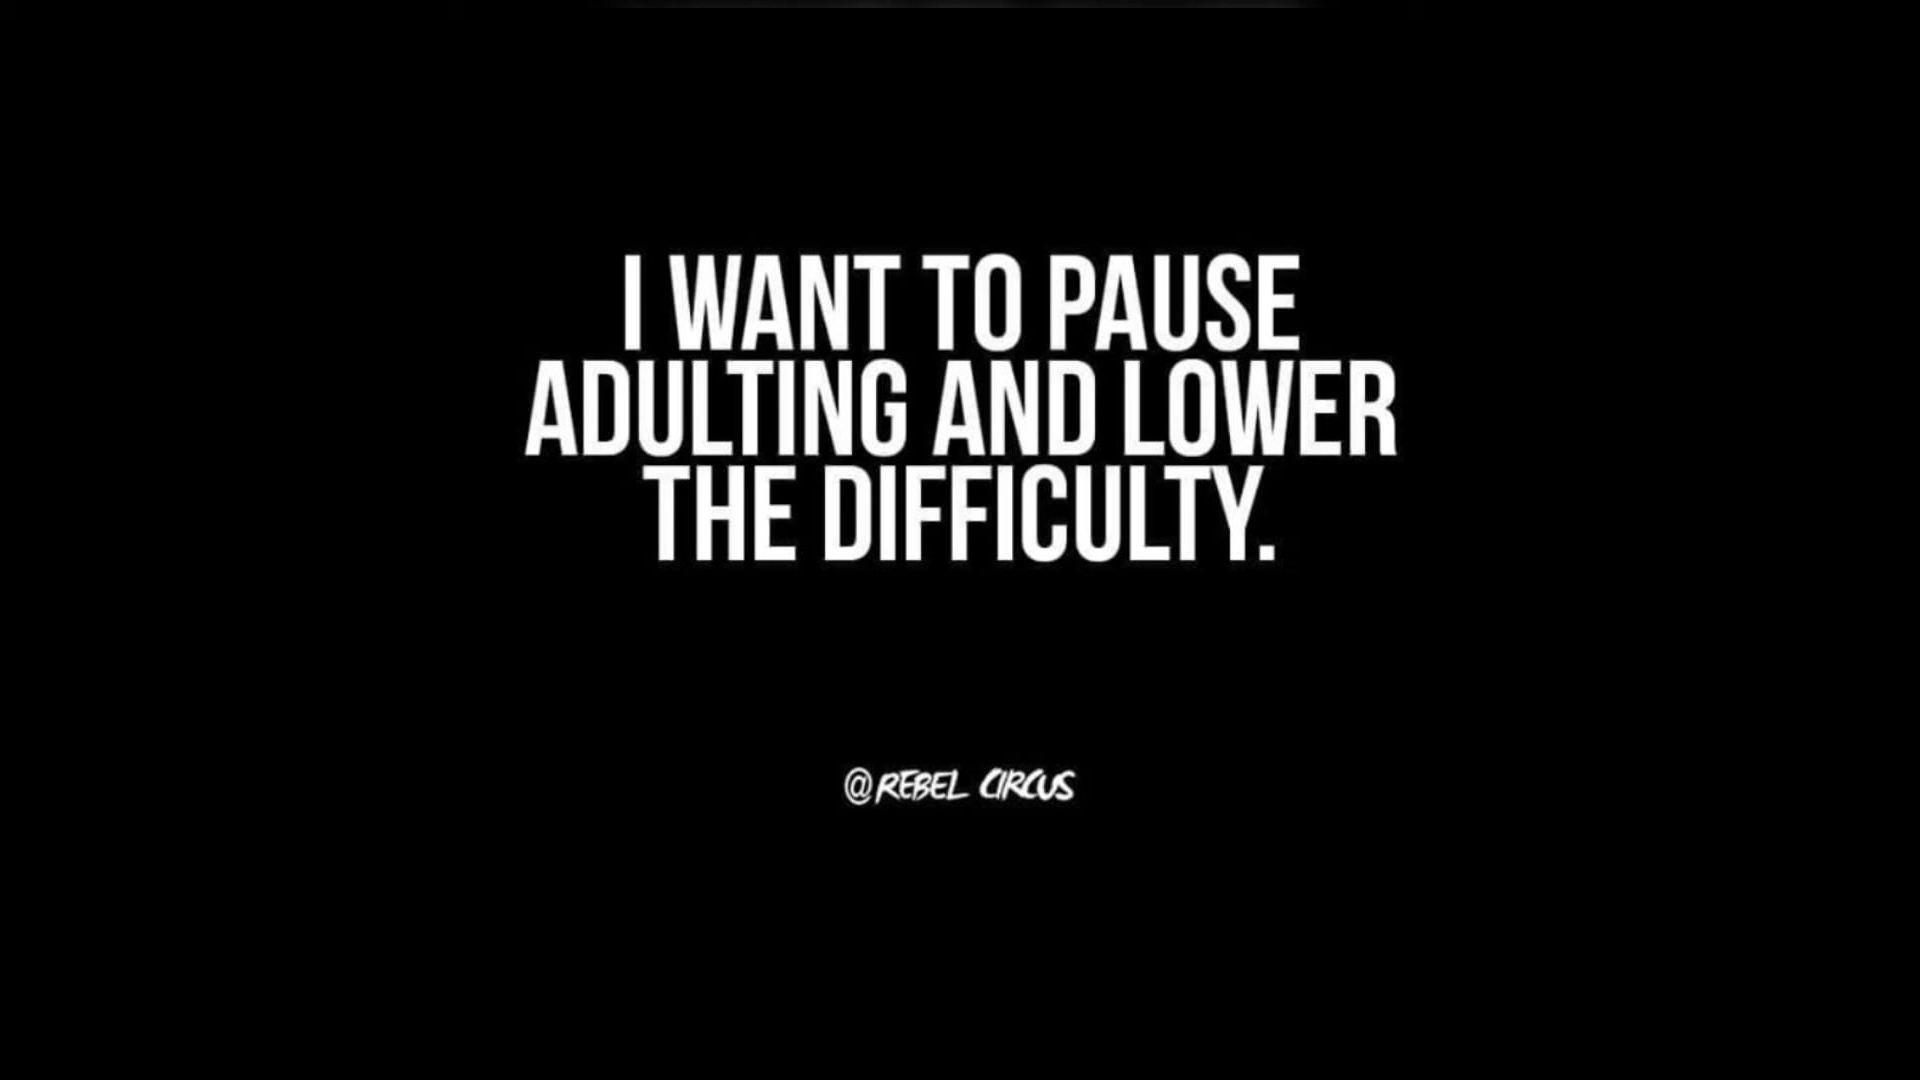 I WANT TO PAUSE
ADULTING AND LOWER
THE DIFFICULTY.
@REBEL CIRCUS